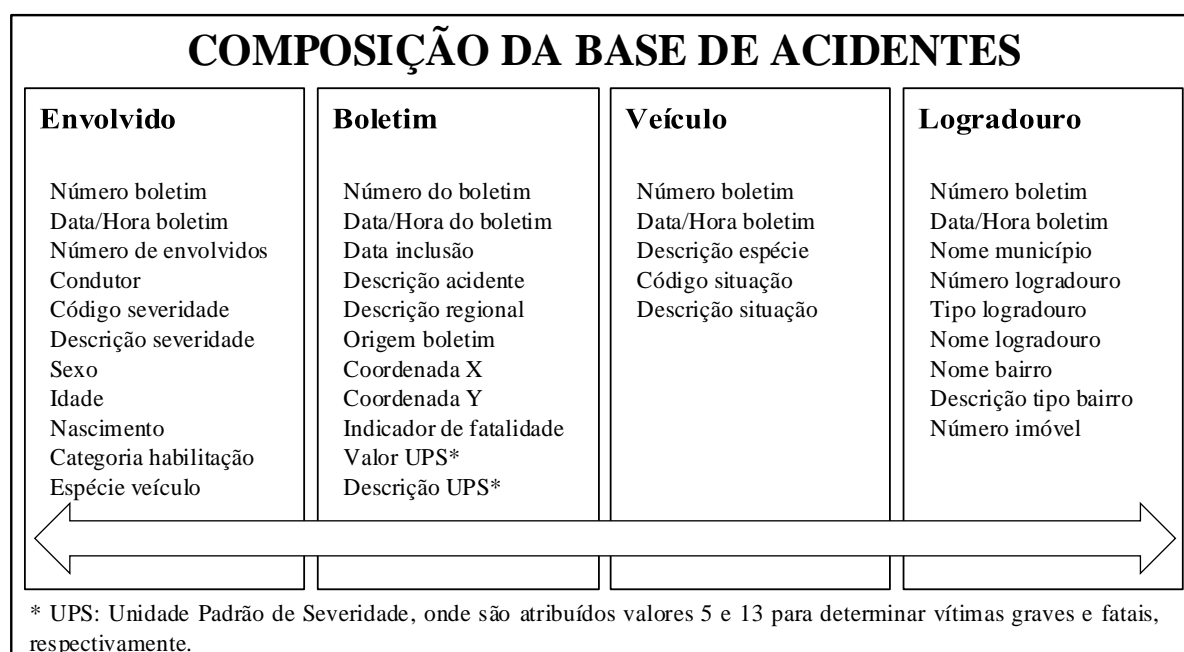 COMPOSIÇÃO DA BASE DE ACIDENTES
Envolvido
Número boletim
Data/Hora boletim
Número de envolvidos
Condutor
Código severidade
Descrição severidade
Sexo
Idade
Nascimento
Categoria habilitação
Espécie veículo
Boletim
Número do boletim
Data/Hora do boletim
Data inclusão
Descrição acidente
Descrição regional
Origem boletim
Coordenada X
Coordenada Y
Indicador de fatalidade
Valor UPS*
Descrição UPS*
Veículo
Número boletim
Data/Hora boletim
Descrição espécie
Código situação
Descrição situação
Logradouro
Número boletim
Data/Hora boletim
Nome município
Número logradouro
Tipo logradouro
Nome logradouro
Nome bairro
Descrição tipo bairro
Número imóvel
* UPS: Unidade Padrão de Severidade, onde são atribuídos valores 5 e 13 para determinar vítimas graves e fatais,
respectivamente.